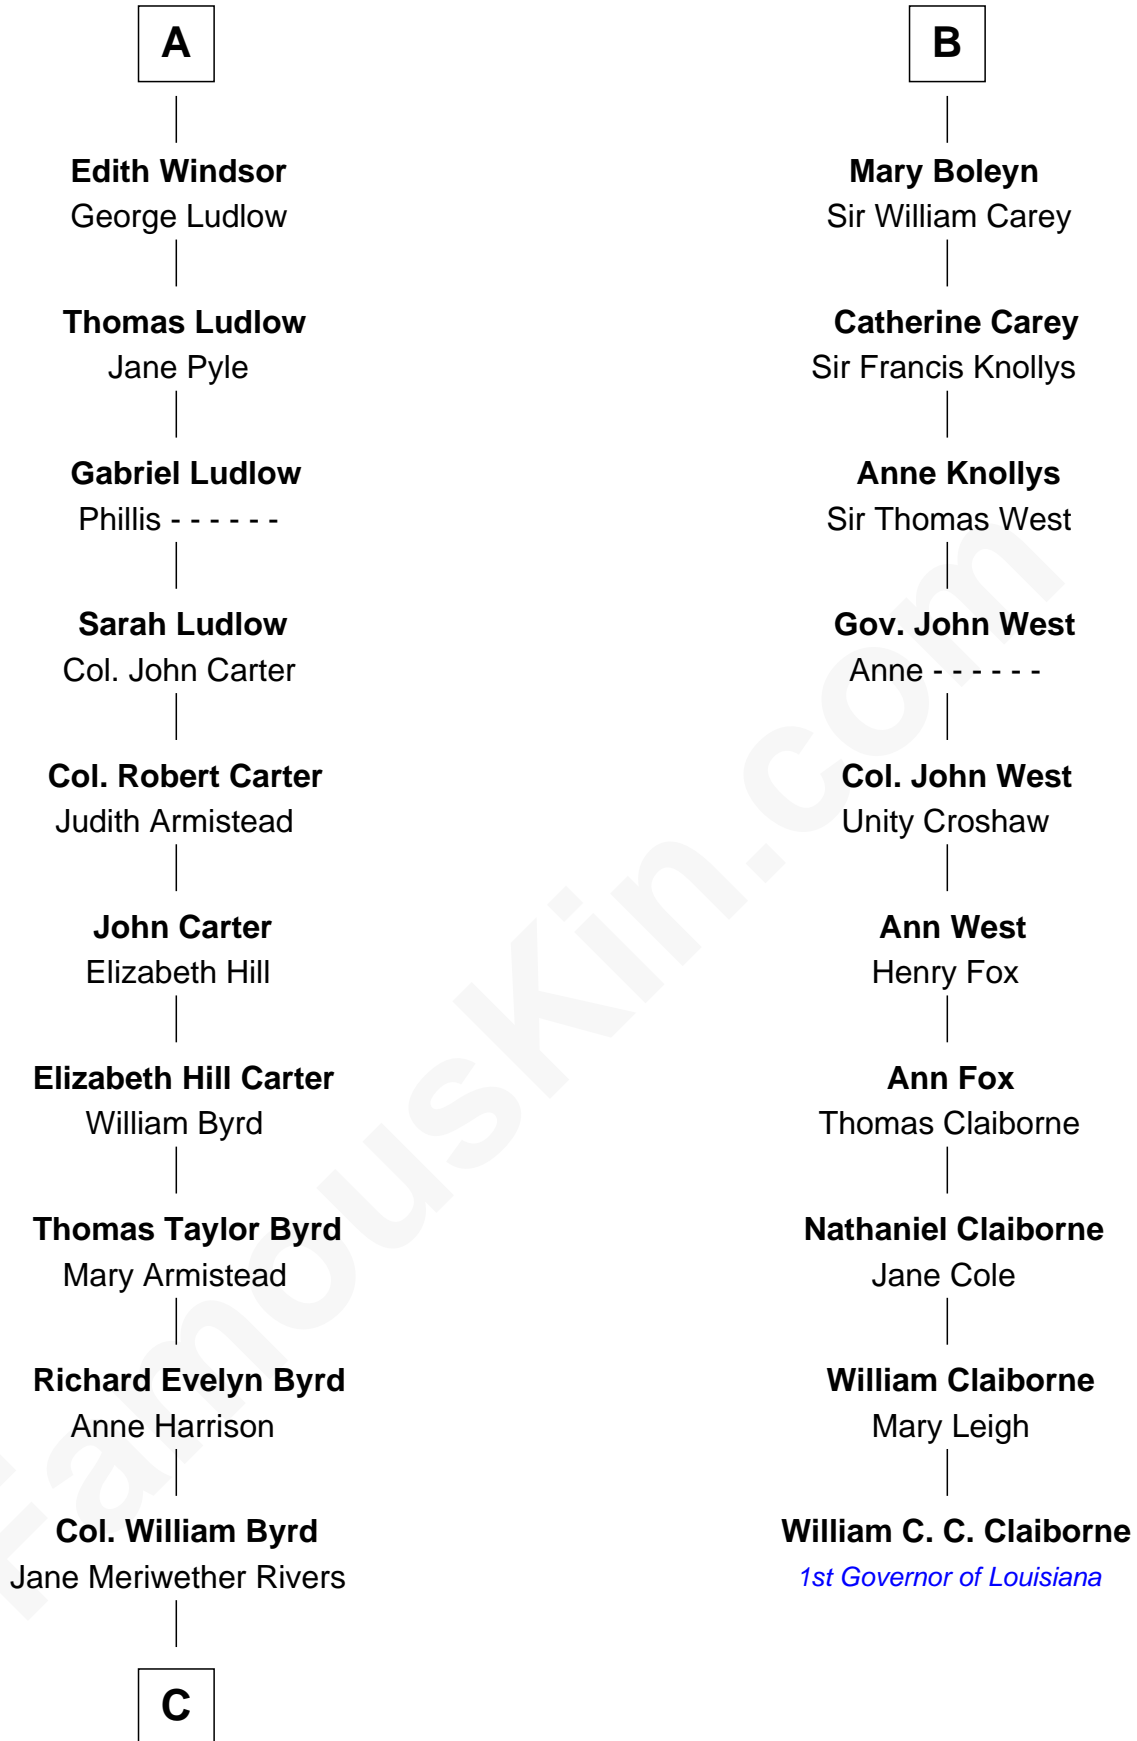 A
Edith Windsor
George Ludlow
Thomas Ludlow
Jane Pyle
Gabriel Ludlow
Phillis - - - - - -
Sarah Ludlow
Col. John Carter
Col. Robert Carter
Judith Armistead
John Carter
Elizabeth Hill
Elizabeth Hill Carter
William Byrd
Thomas Taylor Byrd
Mary Armistead
Richard Evelyn Byrd
Anne Harrison
Col. William Byrd
Jane Meriwether Rivers
C
B
Mary Boleyn
Sir William Carey
Catherine Carey
Sir Francis Knollys
Anne Knollys
Sir Thomas West
Gov. John West
Anne - - - - - -
Col. John West
Unity Croshaw
Ann West
Henry Fox
Ann Fox
Thomas Claiborne
Nathaniel Claiborne
Jane Cole
William Claiborne
Mary Leigh
William C. C. Claiborne
1st Governor of Louisiana
FamousKin.com